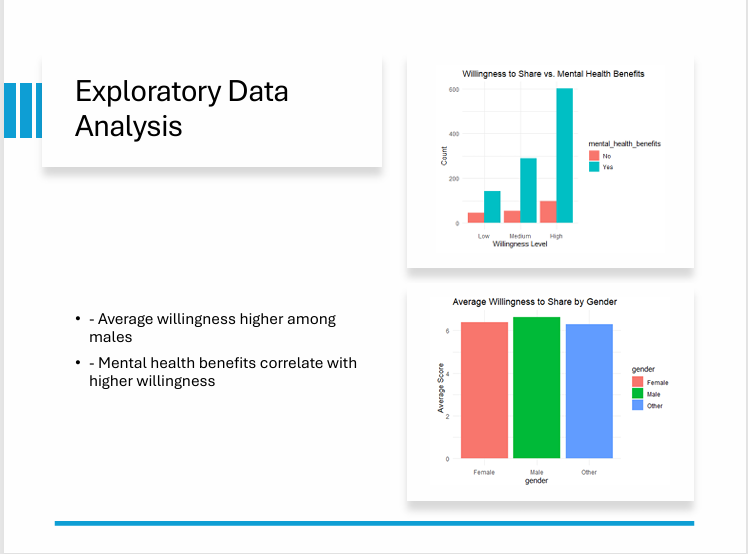 Exploratory Data
Analysis
• - Average willingness higher among
males
• - Mental health benefits correlate with
higher willingness
Willingness to Share vs. Mental Health Benefits
600
400
200
0
Count
Low Medium High
Willingness Level
mental_health_benefits
No
Yes
Average Willingness to Share by Gender
6
4
2
0
Average Score
Female Male Other
gender
gender
Female
Male
Other